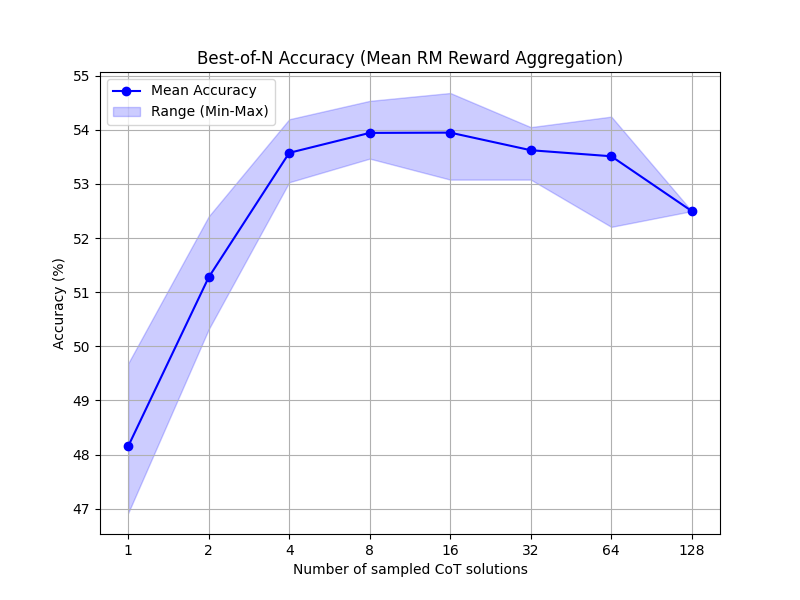 Best-of-N Accuracy (Mean RM Reward Aggregation)
Mean Accuracy
Range (Min-Max)
Accuracy (%)
55
54
53
52
51
50
49
48
47
1 2 4 8 16 32 64 128
Number of sampled CoT solutions